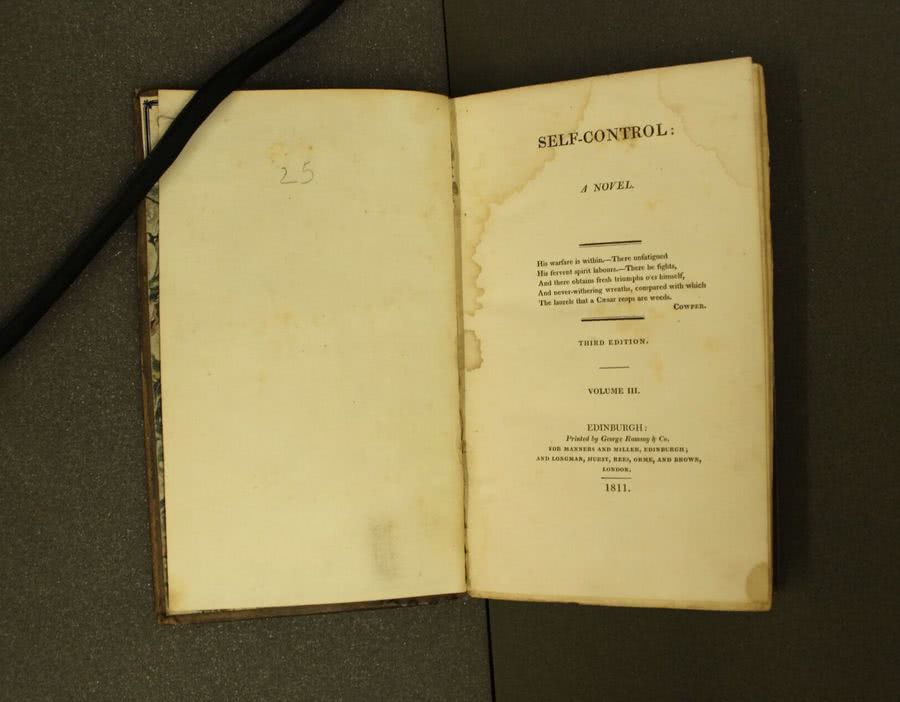 25
SELF-CONTROL:
A NOVEL.
His warfare is within.—There unfatigued
His fervent spirit labours.—There he fights,
And there obtains fresh triumphs o'er himself,
And never-withering wreaths, compared with which
The laurels that a Cæsar reaps are weeds.
COWPER.
THIRD EDITION.
VOLUME III.
EDINBURGH:
Printed by George Ramsay & Co.
FOR MANNERS AND MILLER, EDINBURGH;
AND LONGMAN, HURST, REES, ORME, AND BROWN,
LONDON.
1811.